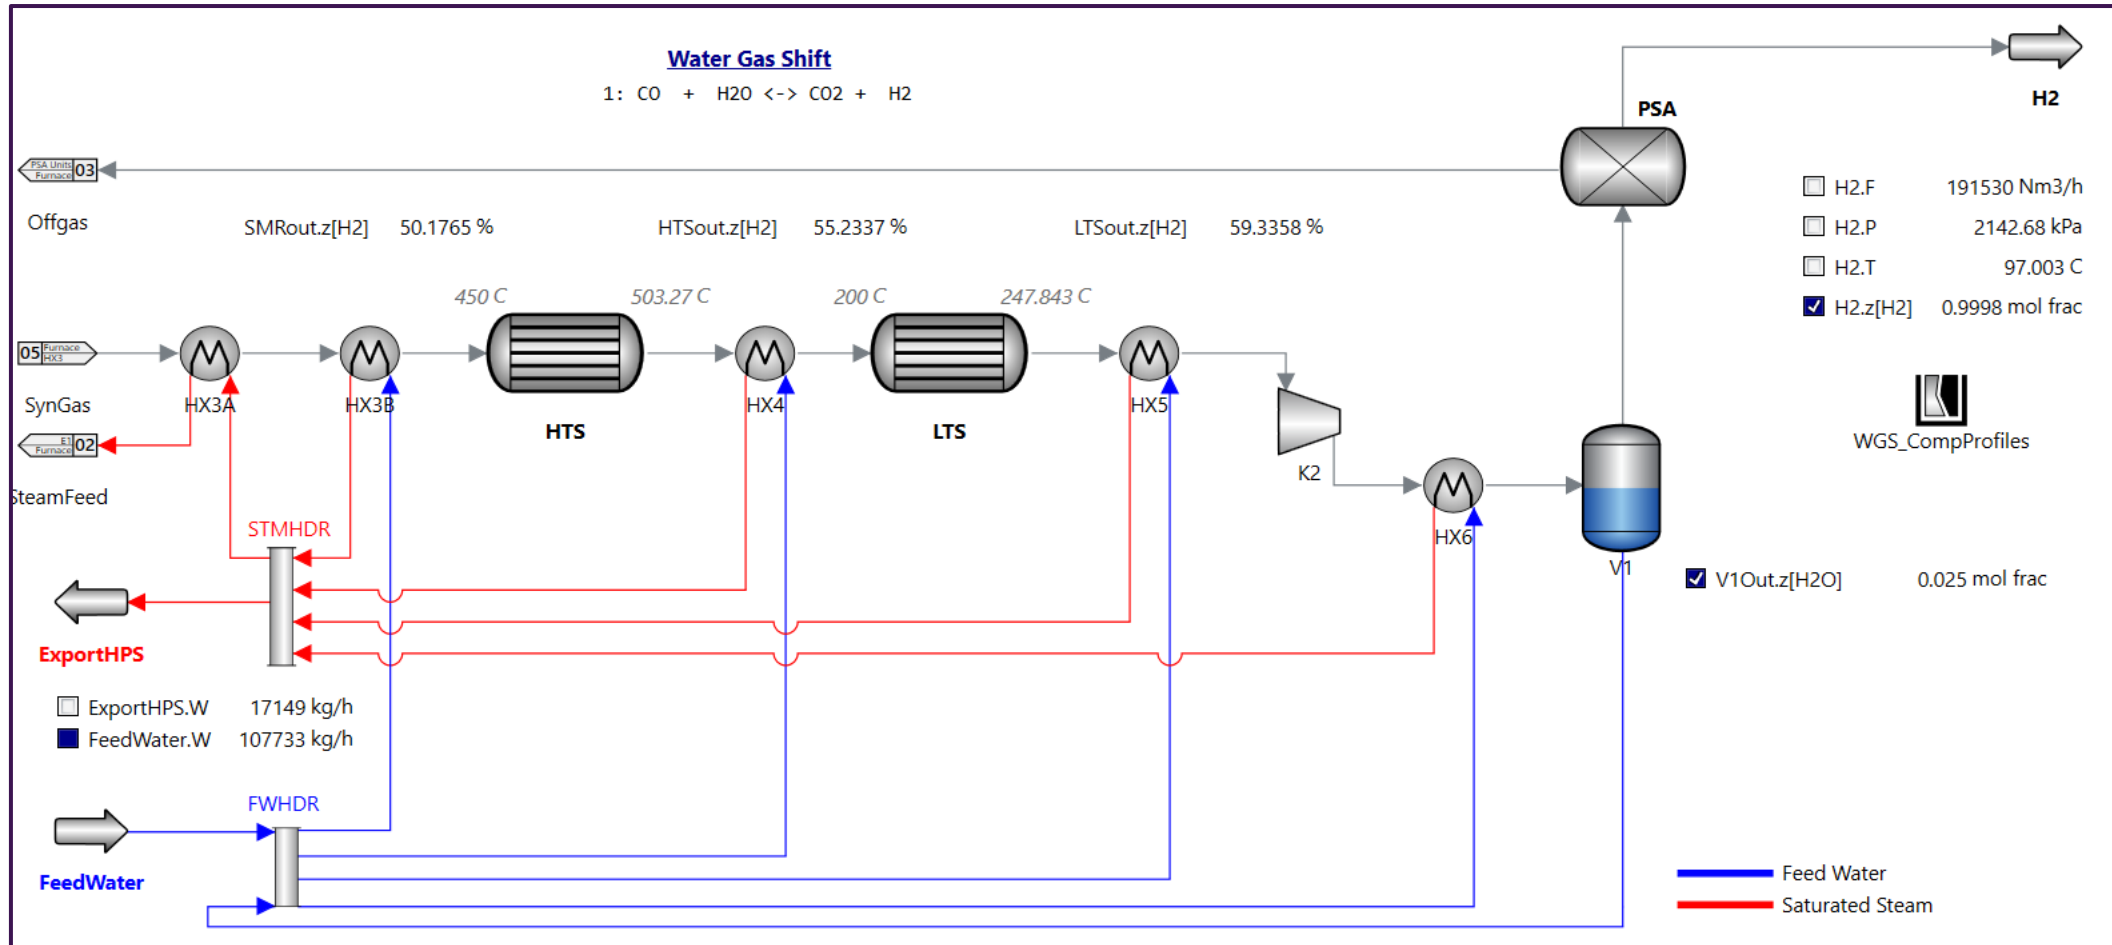 Water Gas Shift
1: CO + H2O <-> CO2 + H2
H2
PSA
PSA Units
Furnace
03
Offgas
SMRout.z[H2] 50.1765 %
HTSout.z[H2] 55.2337 %
LTSout.z[H2] 59.3358 %
H2.F 191530 Nm3/h
H2.P 2142.68 kPa
H2.T 97.003 C
H2.z[H2] 0.9998 mol frac
450 C
503.27 C
200 C
247.843 C
05
Furnace
HX3
SynGas
HX3A
HX3B
HTS
HX4
LTS
HX5
K2
WGS_CompProfiles
E1
Furnace
02
SteamFeed
STMHDR
HX6
V1
V1Out.z[H2O] 0.025 mol frac
ExportHPS
ExportHPS.W 17149 kg/h
FeedWater.W 107733 kg/h
FWHDR
FeedWater
Feed Water
Saturated Steam